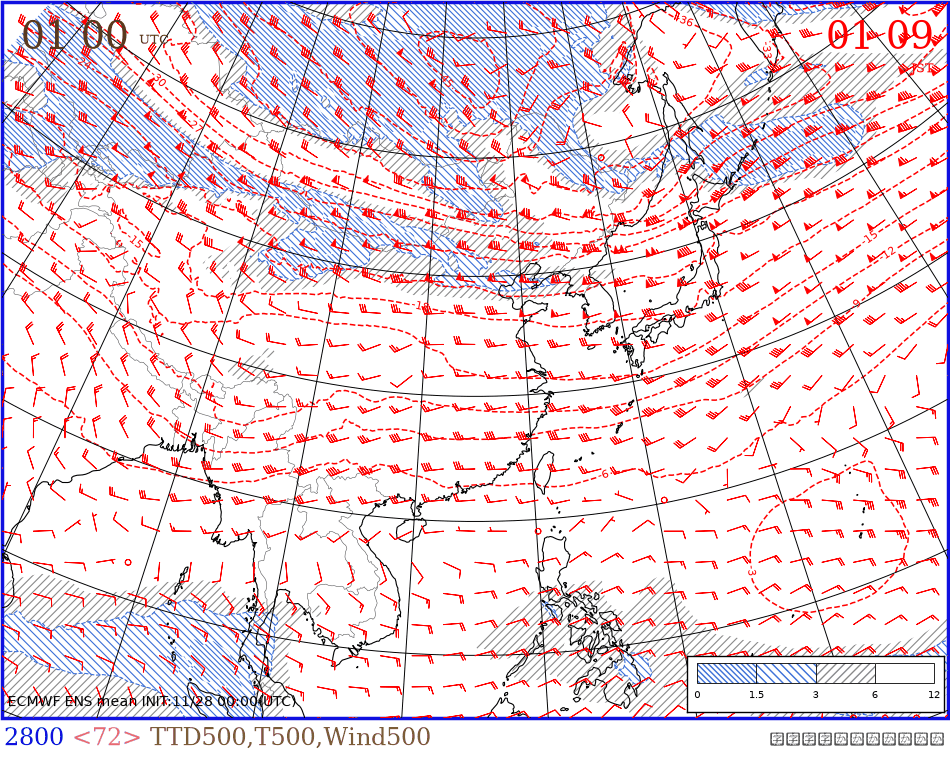 01 00 UTC
01 09 JST
ECMWF ENS mean INIT:11/28 00:00(UTC)
0 1.5 3 6 12
2800 <72> TTD500,T500,Wind500